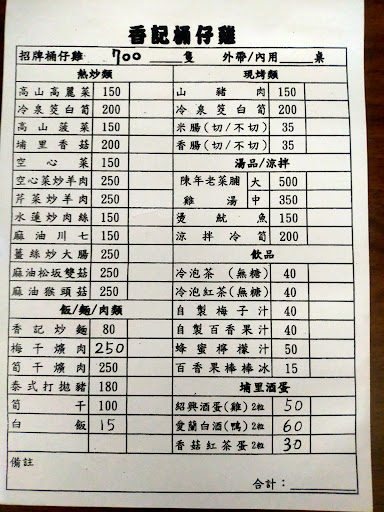 香記桶仔雞
招牌桶仔雞 700 隻 外帶/內用 桌
熱炒類
高山高麗菜 150
冷泉筊白筍 200
高山菠菜 150
埔里香菇 200
空心菜 150
空心菜炒羊肉 250
芹菜炒羊肉 250
水蓮炒肉絲 150
麻油川七 150
薑絲炒大腸 250
麻油松坂雙菇 250
麻油猴頭菇 250
飯/麵/肉類
香記炒麵 80
梅干爌肉 250
筍干爌肉 250
泰式打拋豬 180
筍干 100
白飯 15
現烤類
山豬肉 150
冷泉筊白筍 200
米腸(切/不切) 35
香腸(切/不切) 35
湯品/涼拌
陳年老菜脯雞湯 大 500
中 350
燙魷魚 150
涼拌冷筍 200
飲品
冷泡茶(無糖) 40
冷泡紅茶(無糖) 40
自製梅子汁 40
自製百香果汁 40
蜂蜜檸檬汁 50
百香果棒棒冰 15
埔里酒蛋
紹興酒蛋(雞)2粒 50
愛蘭白酒(鴨)2粒 60
香菇紅茶蛋2粒 30
備註
合計：